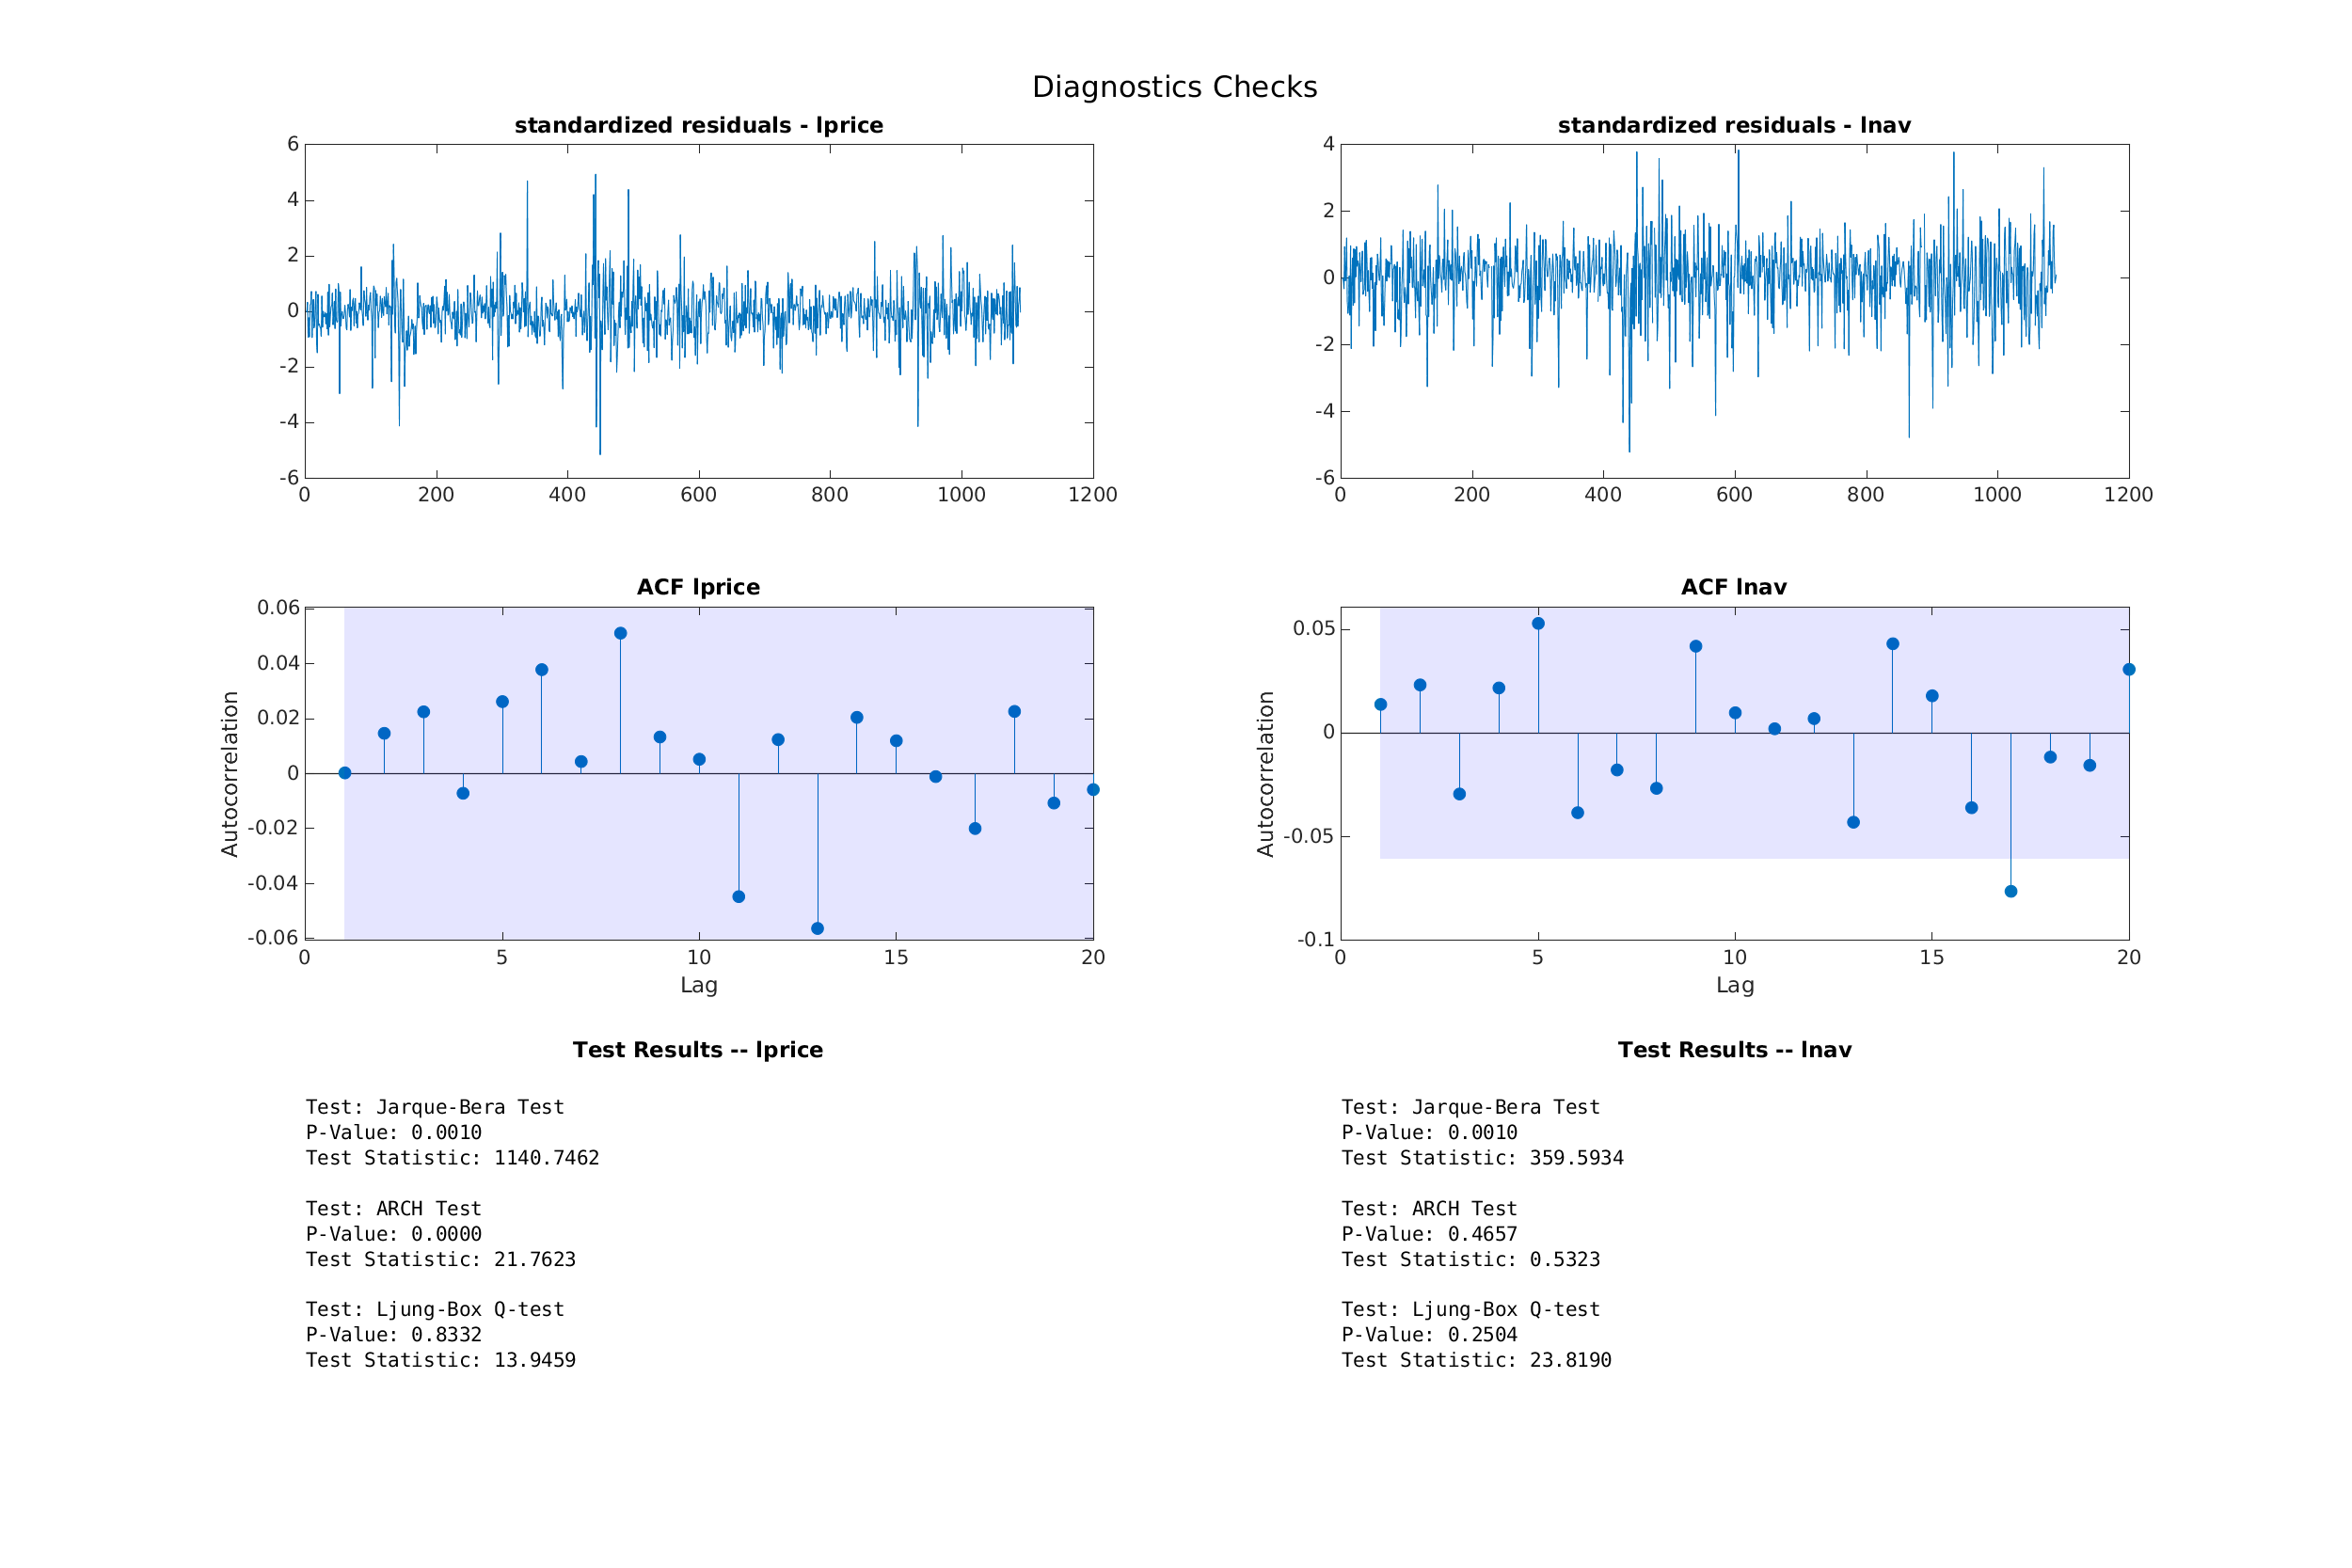 Diagnostics Checks
standardized residuals - lprice
6
4
2
0
-2
-4
-6
0 200 400 600 800 1000 1200
standardized residuals - lnav
4
2
0
-2
-4
-6
0 200 400 600 800 1000 1200
ACF lprice
Autocorrelation
0.06
0.04
0.02
0
-0.02
-0.04
-0.06
0 5 10 15 20
Lag
ACF lnav
Autocorrelation
0.05
0
-0.05
-0.1
0 5 10 15 20
Lag
Test Results -- lprice
Test: Jarque-Bera Test
P-Value: 0.0010
Test Statistic: 1140.7462
Test: ARCH Test
P-Value: 0.0000
Test Statistic: 21.7623
Test: Ljung-Box Q-test
P-Value: 0.8332
Test Statistic: 13.9459
Test Results -- lnav
Test: Jarque-Bera Test
P-Value: 0.0010
Test Statistic: 359.5934
Test: ARCH Test
P-Value: 0.4657
Test Statistic: 0.5323
Test: Ljung-Box Q-test
P-Value: 0.2504
Test Statistic: 23.8190